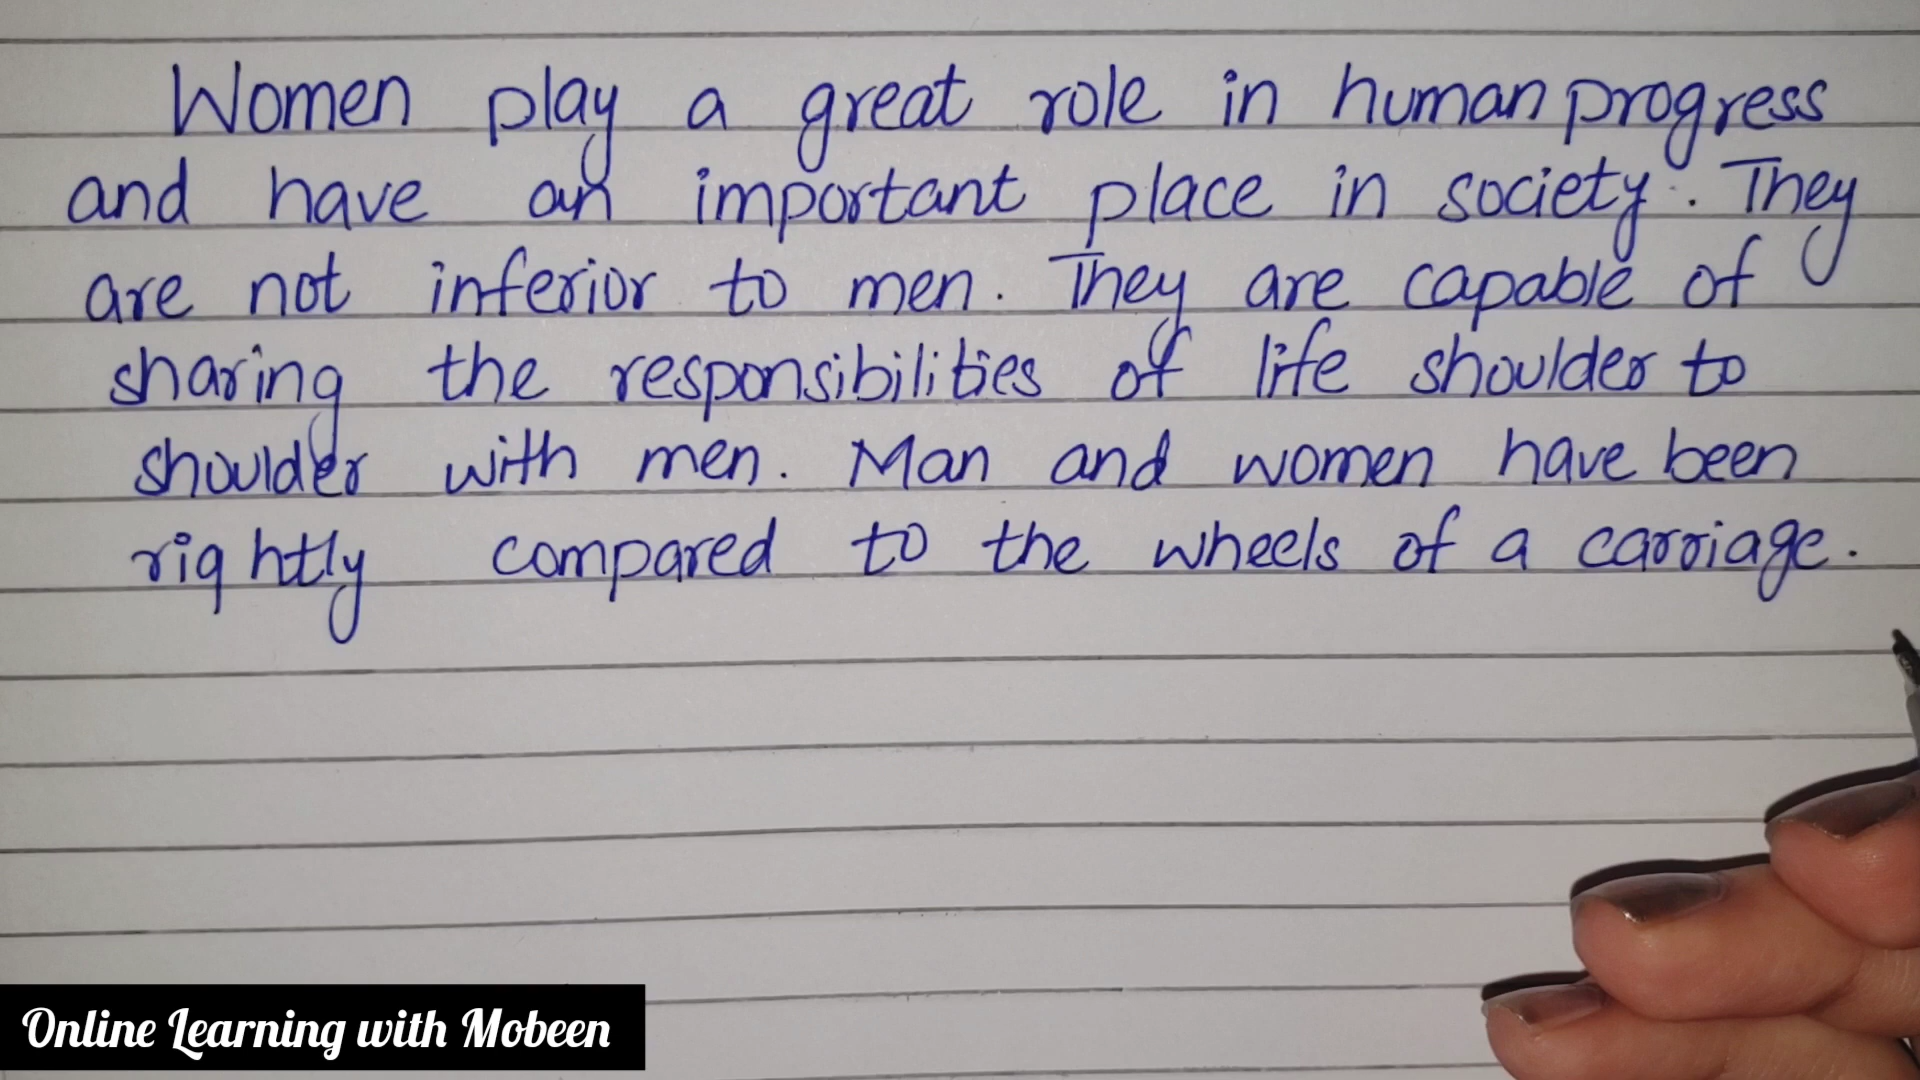 Women play a great role in human progress
and have an important place in society. They
are not inferior to men. They are capable of
sharing the responsibilities of life shoulder to
shoulder with men. Man and women have been
rightly compared to the wheels of a carriage.
Online Learning with Mobeen